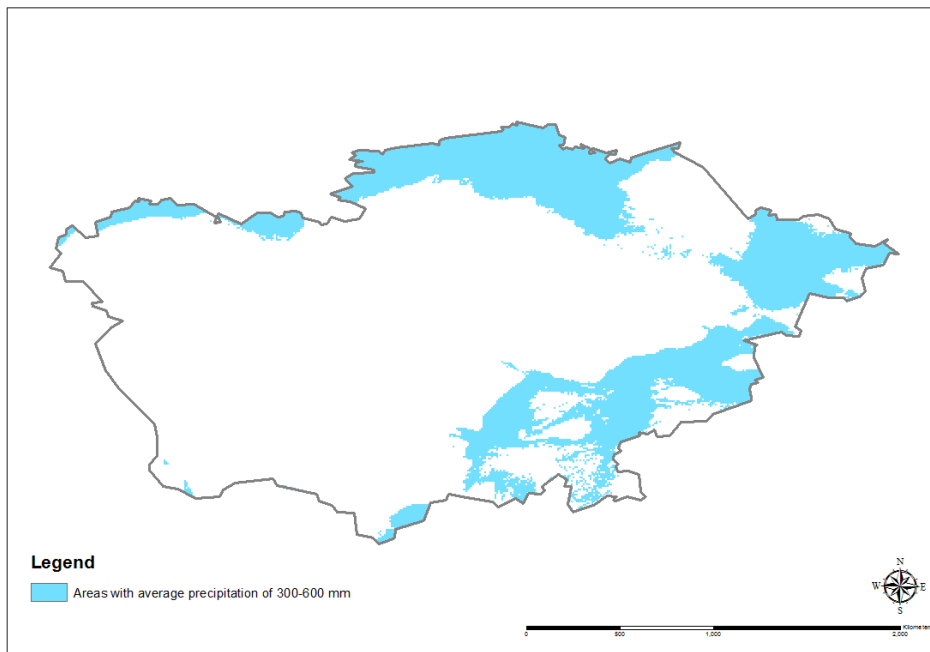 Legend
Areas with average precipitation of 300-600 mm
N
W E
S
Kilometers
0 500 1,000 2,000